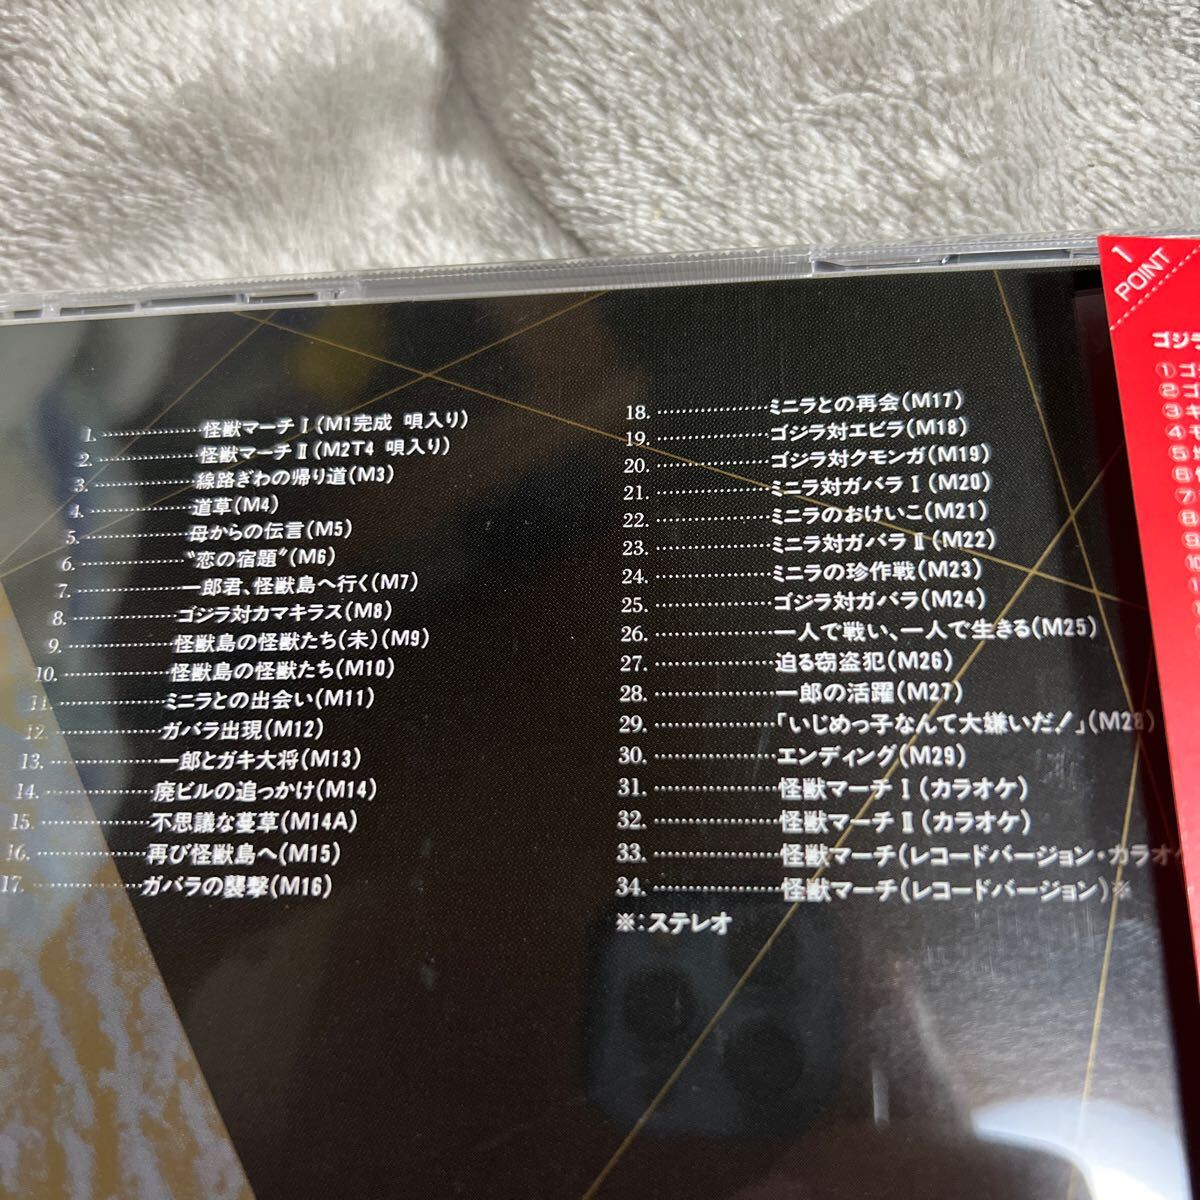 1. 怪獣マーチⅠ(M1完成 唄入り)
2. 怪獣マーチⅡ(M2T4 唄入り)
3. 線路ぎわの帰り道(M3)
4. 道草(M4)
5. 母からの伝言(M5)
6. “恋の宿題”(M6)
7. 一郎君、怪獣島へ行く(M7)
8. ゴジラ対カマキラス(M8)
9. 怪獣島の怪獣たち(未)(M9)
10. 怪獣島の怪獣たち(M10)
11. ミニラとの出会い(M11)
12. ガバラ出現(M12)
13. 一郎とガキ大将(M13)
14. 廃ビルの追っかけ(M14)
15. 不思議な蔓草(M14A)
16. 再び怪獣島へ(M15)
17. ガバラの襲撃(M16)
18. ミニラとの再会(M17)
19. ゴジラ対エビラ(M18)
20. ゴジラ対クモンガ(M19)
21. ミニラ対ガバラⅠ(M20)
22. ミニラのおけいこ(M21)
23. ミニラ対ガバラⅡ(M22)
24. ミニラの珍作戦(M23)
25. ゴジラ対ガバラ(M24)
26. 一人で戦い、一人で生きる(M25)
27. 迫る窃盗犯(M26)
28. 一郎の活躍(M27)
29. 「いじめっ子なんて大嫌いだ!」(M28)
30. エンディング(M29)
31. 怪獣マーチⅠ(カラオケ)
32. 怪獣マーチⅡ(カラオケ)
33. 怪獣マーチ(レコードバージョン・カラオケ
34. 怪獣マーチ(レコードバージョン)※
※:ステレオ
1
POINT
ゴジラ
①ゴ
②ゴ
③キ
④モ
⑤
⑥
⑦
⑧
⑨